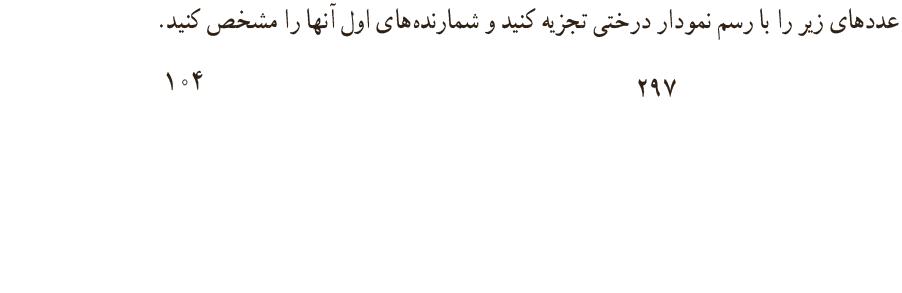 عددهای زیر را با رسم نمودار درختی تجزیه کنید و شمارنده‌های اول آنها را مشخص کنید.
۲۹۷ ۱۰۴